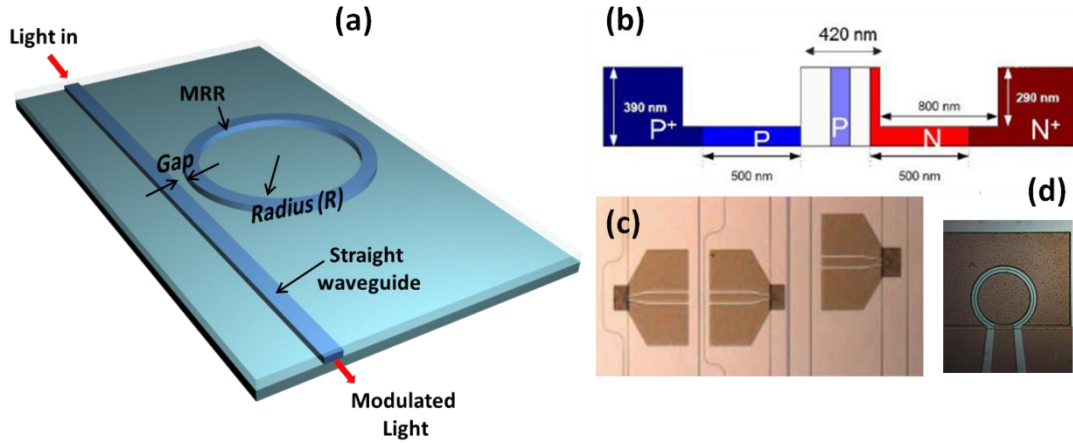 (a)
Light in
MRR
Gap
Radius (R)
Straight
waveguide
Modulated
Light
(b)
420 nm
390 nm
P+
P
P
800 nm
N
290 nm
N+
500 nm
500 nm
(c)
(d)